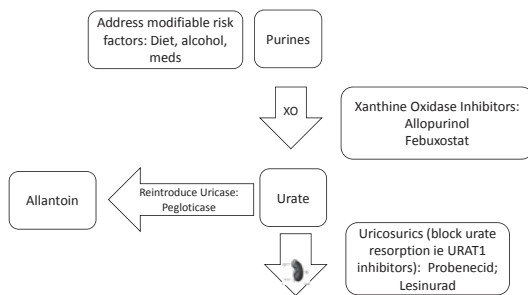 Address modifiable risk
factors: Diet, alcohol,
meds
Purines
XO
Xanthine Oxidase Inhibitors:
Allopurinol
Febuxostat
Allantoin
Reintroduce Uricase:
Pegloticase
Urate
Uricosurics (block urate
resorption ie URAT1
inhibitors): Probenecid;
Lesinurad